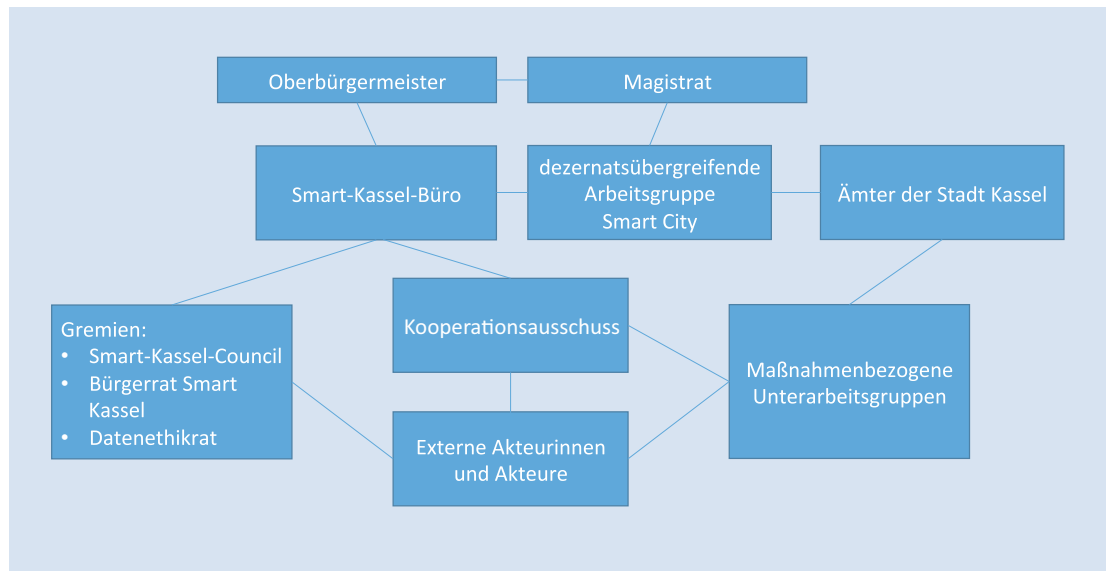 Oberbürgermeister
Magistrat
Smart-Kassel-Büro
dezernatsübergreifende
Arbeitsgruppe
Smart City
Ämter der Stadt Kassel
Gremien:
• Smart-Kassel-Council
• Bürgerrat Smart
Kassel
• Datenethikrat
Kooperationsausschuss
Maßnahmenbezogene
Unterarbeitsgruppen
Externe Akteurinnen
und Akteure